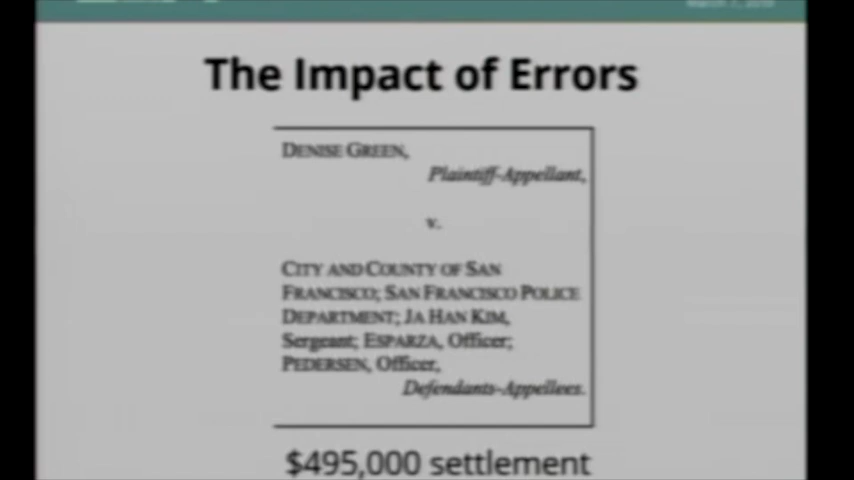 The Impact of Errors
DENISE GREEN,
Plaintiff-Appellant,
v.
CITY AND COUNTY OF SAN
FRANCISCO; SAN FRANCISCO POLICE
DEPARTMENT; JA HAN KIM,
Sergeant; ESPARZA, Officer;
PEDERSEN, Officer,
Defendants-Appellees.
$495,000 settlement